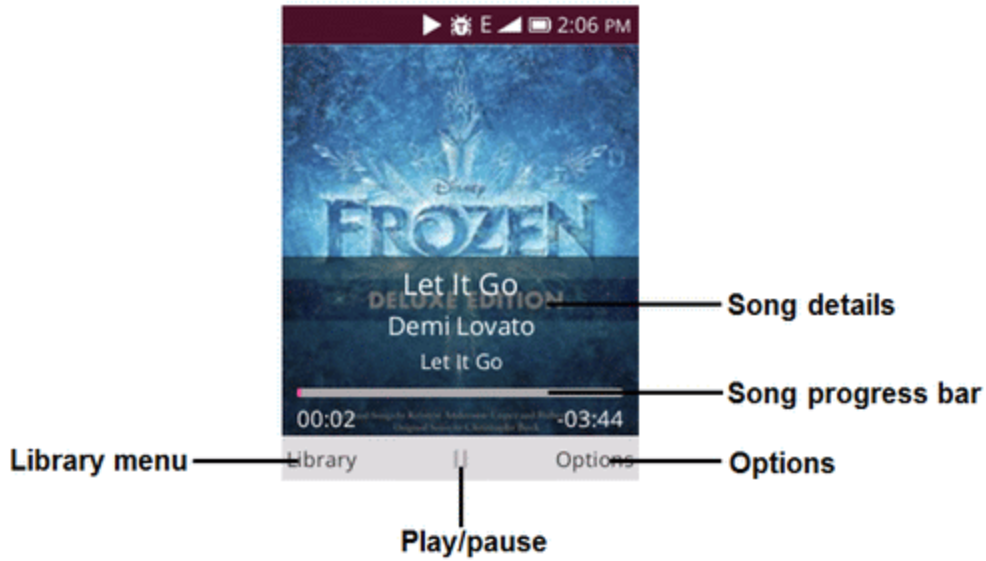 E 2:06 PM
Disney
FROZEN
Let It Go
DELUXE EDITION
Song details
Demi Lovato
Let It Go
Song progress bar
00:02 -03:44
Library menu Library Options Options
Play/pause